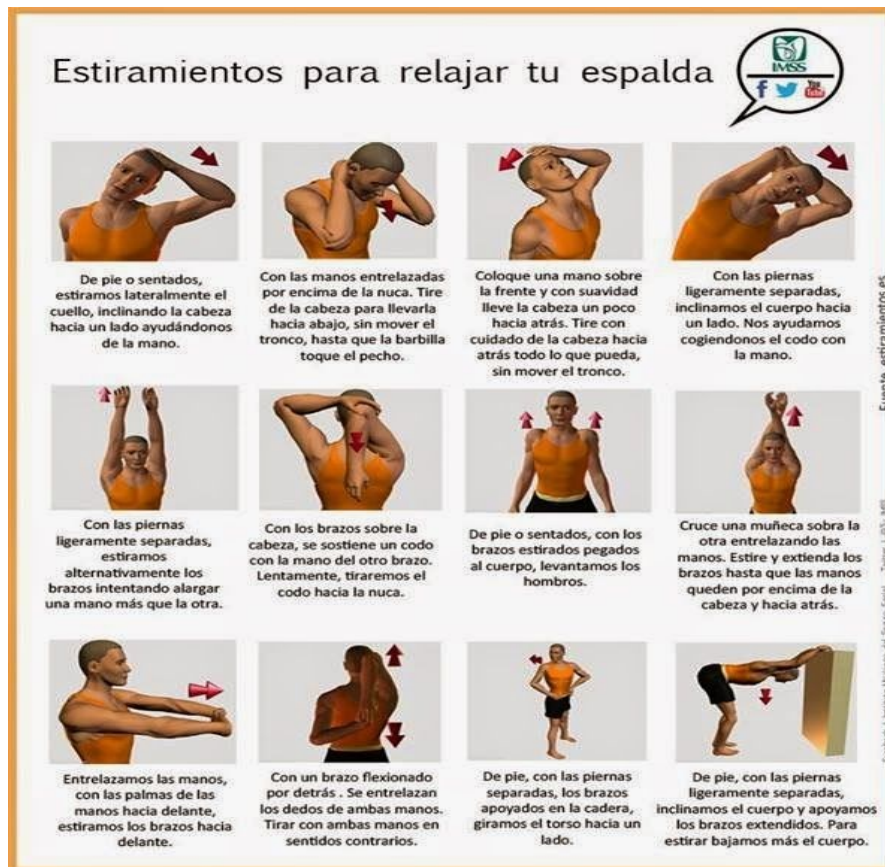 Estiramientos para relajar tu espalda
IMSS
f
You
Tube
De pie o sentados,
estiramos lateralmente el
cuello, inclinando la cabeza
hacia un lado ayudándonos
de la mano.
Con las manos entrelazadas
por encima de la nuca. Tire
de la cabeza para llevarla
hacia abajo, sin mover el
tronco, hasta que la barbilla
toque el pecho.
Coloque una mano sobre
la frente y con suavidad
lleve la cabeza un poco
hacia atrás. Tire con
cuidado de la cabeza hacia
atrás todo lo que pueda,
sin mover el tronco.
Con las piernas
ligeramente separadas,
inclinamos el cuerpo hacia
un lado. Nos ayudamos
cogiendonos el codo con
la mano.
Con las piernas
ligeramente separadas,
estiramos
alternativamente los
brazos intentando alargar
una mano más que la otra.
Con los brazos sobre la
cabeza, se sostiene un codo
con la mano del otro brazo.
Lentamente, tiraremos el
codo hacia la nuca.
De pie o sentados, con los
brazos estirados pegados
al cuerpo, levantamos los
hombros.
Cruce una muñeca sobra la
otra entrelazando las
manos. Estire y extienda los
brazos hasta que las manos
queden por encima de la
cabeza y hacia atrás.
Entrelazamos las manos,
con las palmas de las
manos hacia delante,
estiramos los brazos hacia
delante.
Con un brazo flexionado
por detrás . Se entrelazan
los dedos de ambas manos.
Tirar con ambas manos en
sentidos contrarios.
De pie, con las piernas
separadas, los brazos
apoyados en la cadera,
giramos el torso hacia un
lado.
De pie, con las piernas
ligeramente separadas,
inclinamos el cuerpo y apoyamos
los brazos extendidos. Para
estirar bajamos más el cuerpo.
Fuente estiramientos.es